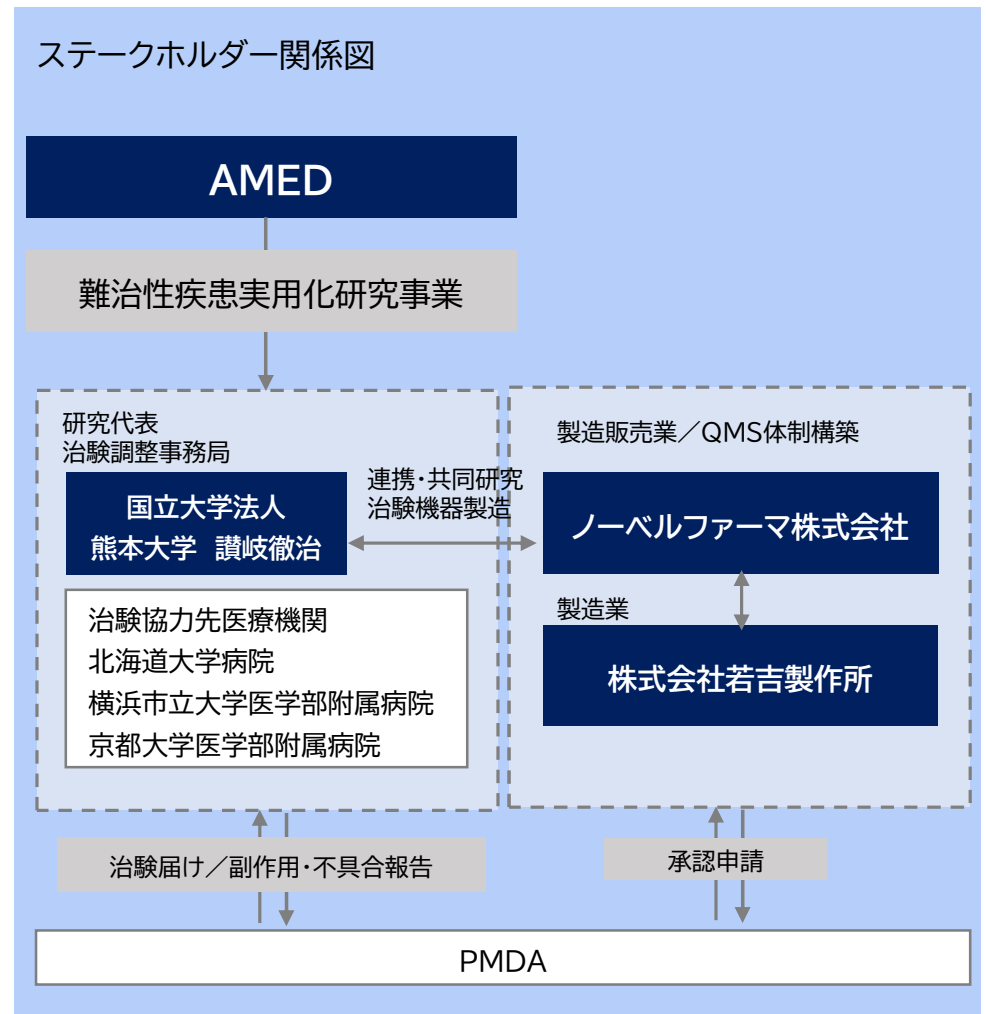 ステークホルダー関係図
AMED
難治性疾患実用化研究事業
研究代表
治験調整事務局
国立大学法人
熊本大学 讃岐徹治
治験協力先医療機関
北海道大学病院
横浜市立大学医学部附属病院
京都大学医学部附属病院
連携・共同研究
治験機器製造
製造販売業／QMS体制構築
ノーベルファーマ株式会社
製造業
株式会社若吉製作所
治験届け／副作用・不具合報告
承認申請
PMDA